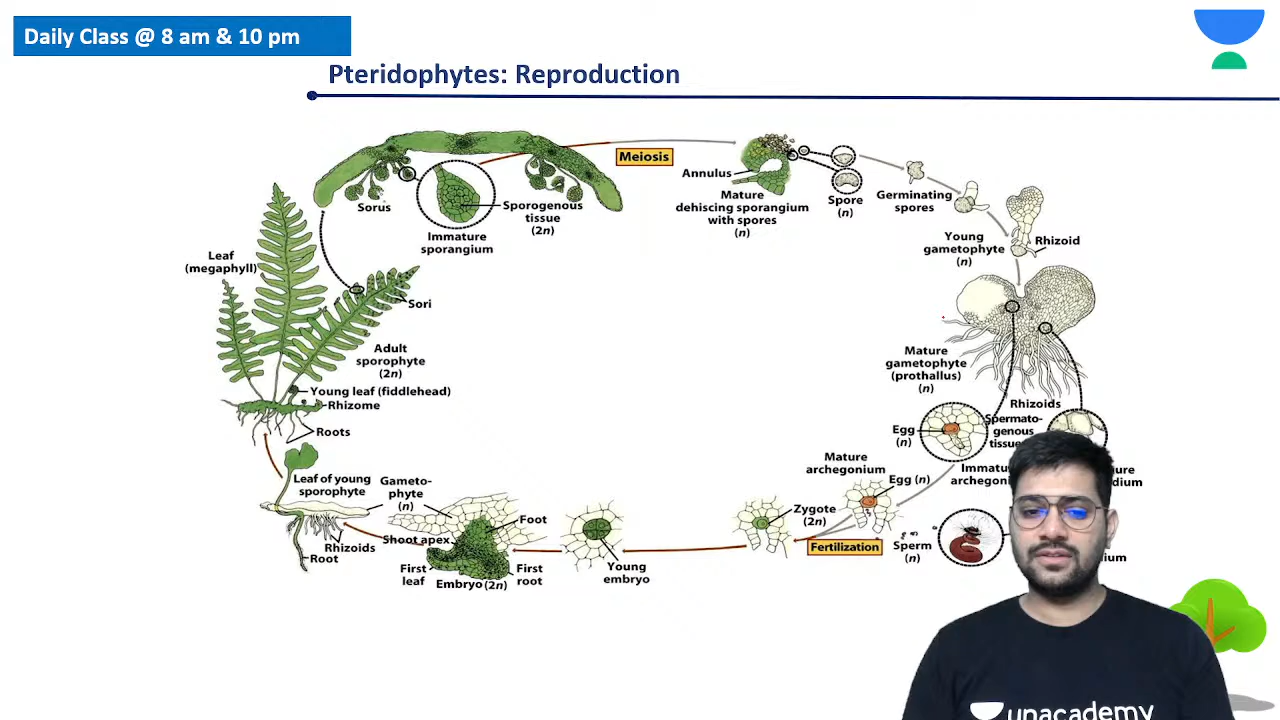 Daily Class @ 8 am & 10 pm
Pteridophytes: Reproduction
Meiosis
Sorus
Sporogenous
tissue
(2n)
Immature
sporangium
Annulus
Mature
dehiscing sporangium
with spores
(n)
Spore
(n)
Germinating
spores
Young
gametophyte
(n)
Rhizoid
Leaf
(megaphyll)
Sori
Adult
sporophyte
(2n)
Young leaf (fiddlehead)
Rhizome
Roots
Mature
gametophyte
(prothallus)
(n)
Rhizoids
Egg
(n)
Spermato-
genous
tissue
Mature
archegonium
Egg (n)
Zygote
(2n)
Fertilization
Sperm
(n)
Leaf of young
sporophyte
Gameto-
phyte
(n)
Rhizoids
Root
Shoot apex
Foot
First
leaf
Embryo (2n)
First
root
Young
embryo
unacademy